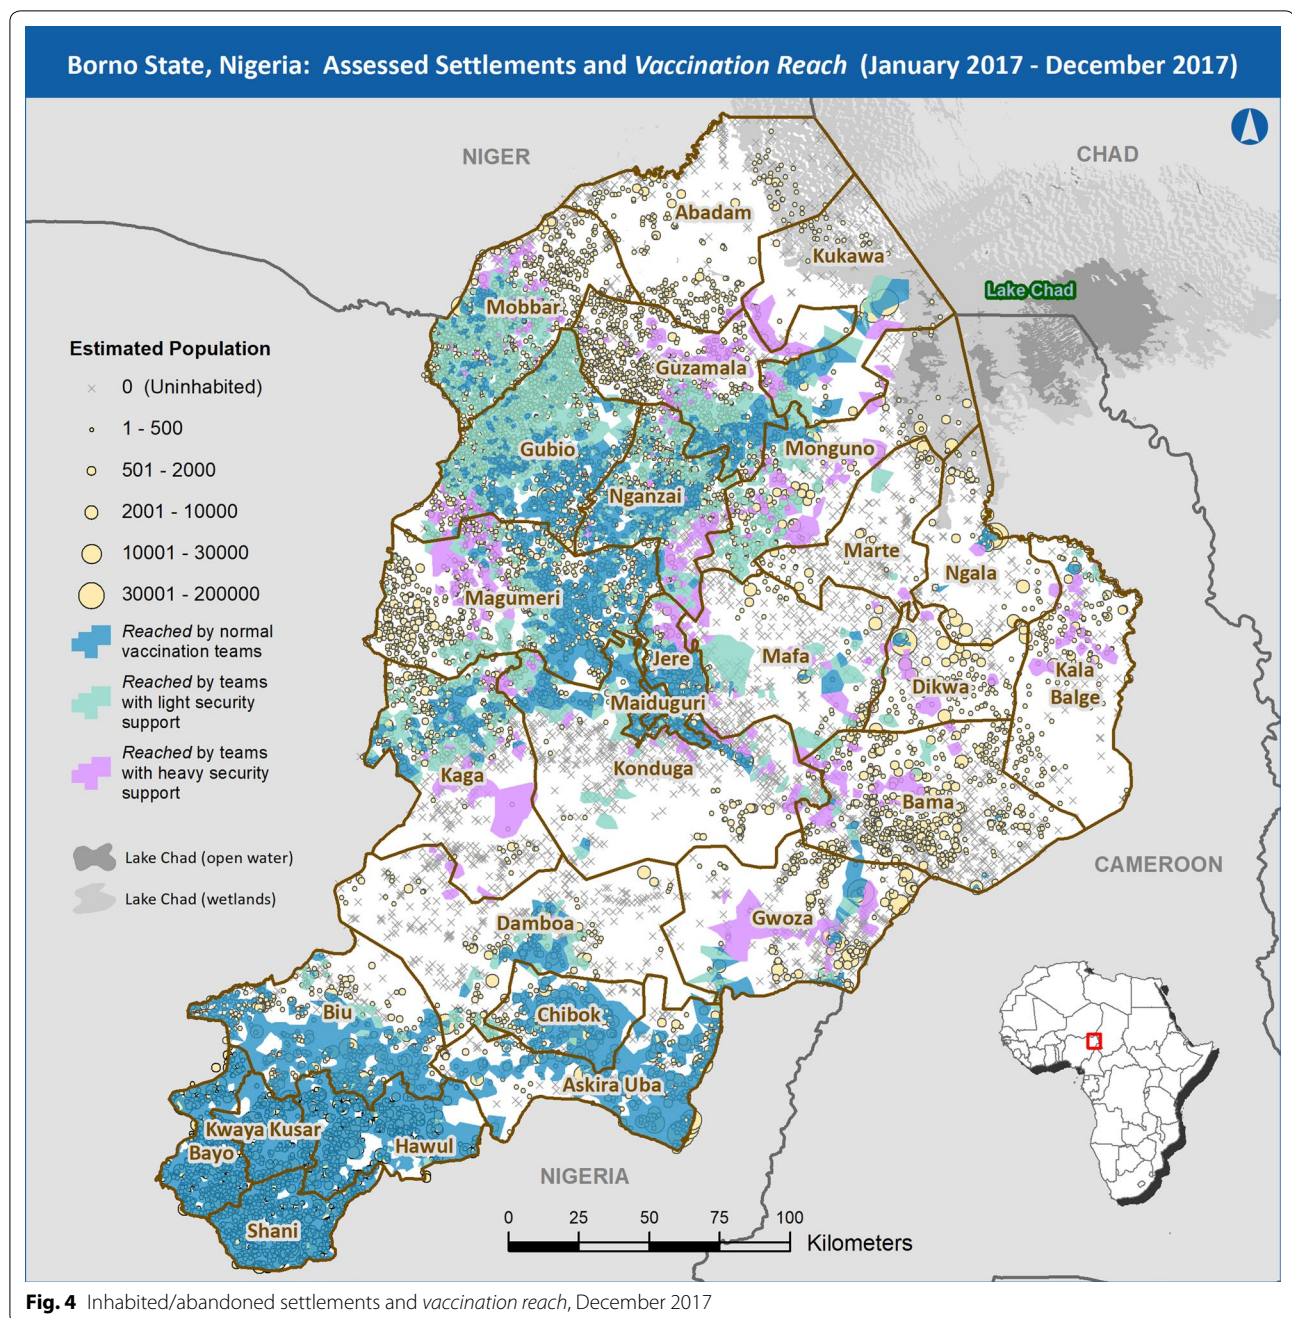 Borno State, Nigeria: Assessed Settlements and Vaccination Reach (January 2017 - December 2017)
NIGER
CHAD
Abadam
Kukawa
Lake Chad
Mobbar
Guzamala
Gubio
Monguno
Nganzai
Marte
Ngala
Magumeri
Jere
Mafa
Kala
Balge
Dikwa
Maiduguri
Konduga
Kaga
Bama
CAMEROON
Damboa
Gwoza
Biu
Chibok
Askira Uba
Kwaya Kusar
Hawul
Bayo
Shani
NIGERIA
Estimated Population
0 (Uninhabited)
1 - 500
501 - 2000
2001 - 10000
10001 - 30000
30001 - 200000
Reached by normal
vaccination teams
Reached by teams
with light security
support
Reached by teams
with heavy security
support
Lake Chad (open water)
Lake Chad (wetlands)
0 25 50 75 100
Kilometers
Fig. 4 Inhabited/abandoned settlements and vaccination reach, December 2017